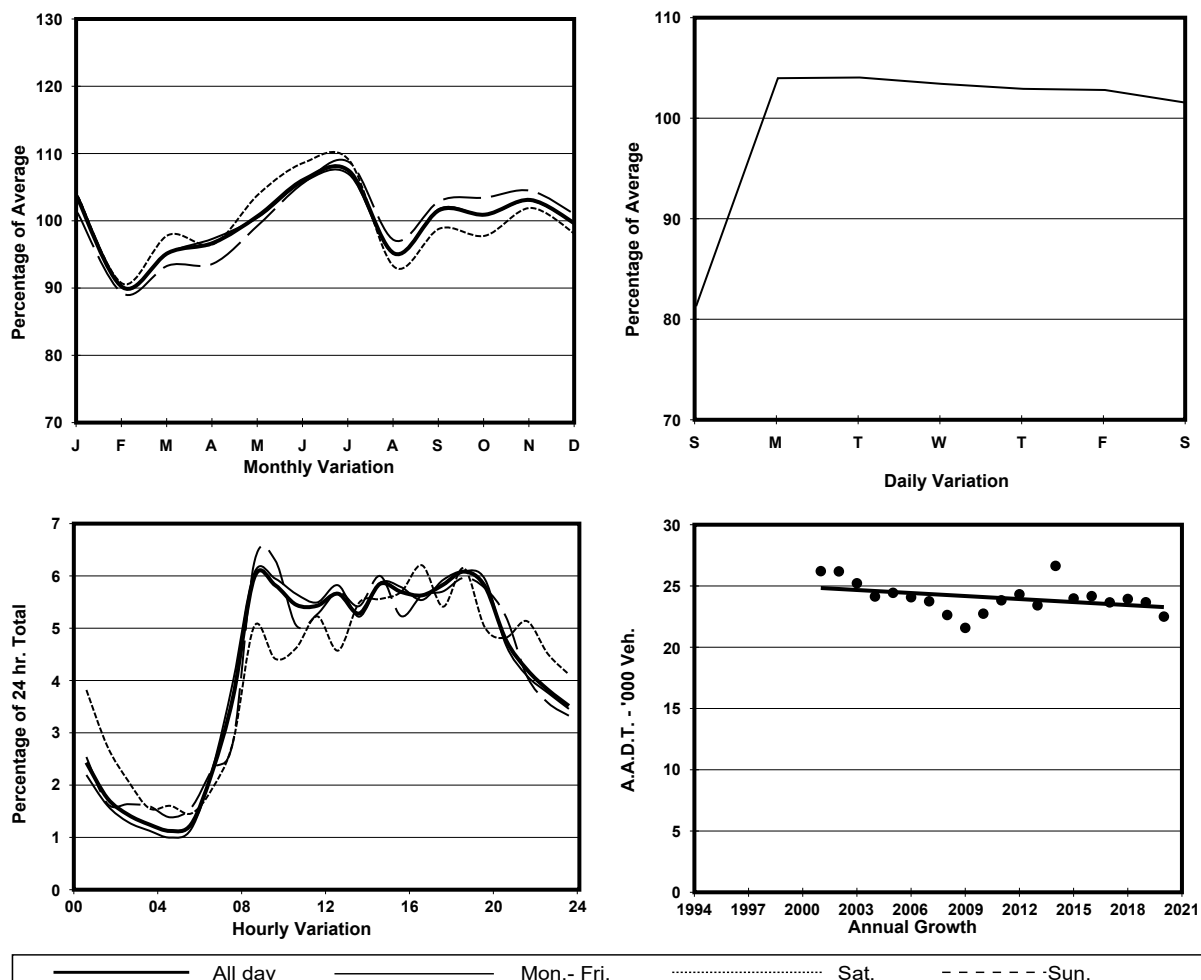 130
120
110
100
90
80
70
Percentage of Average
J F M A M J J A S O N D
Monthly Variation
110
100
90
80
70
Percentage of Average
S M T W T F S
Daily Variation
7
6
5
4
3
2
1
0
Percentage of 24 hr. Total
00 04 08 12 16 20 24
Hourly Variation
30
25
20
15
10
5
0
A.A.D.T. - '000 Veh.
1994 1997 2000 2003 2006 2009 2012 2015 2018 2021
Annual Growth
All day Mon.- Fri. Sat. Sun.